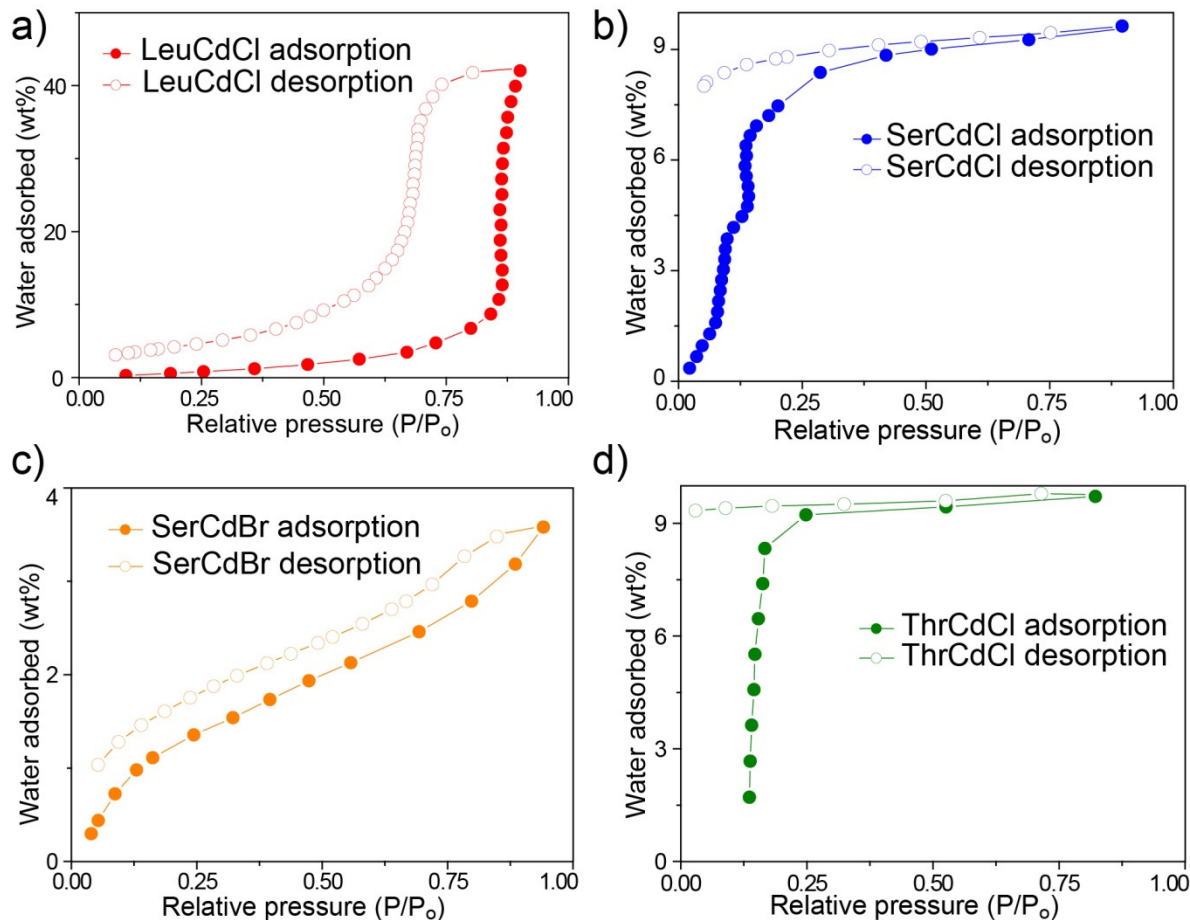 a)
LeuCdCl adsorption
LeuCdCl desorption
Water adsorbed (wt%)
40
20
0
0.00 0.25 0.50 0.75 1.00
Relative pressure (P/Po)
b)
SerCdCl adsorption
SerCdCl desorption
Water adsorbed (wt%)
9
6
3
0
0.00 0.25 0.50 0.75 1.00
Relative pressure (P/Po)
c)
SerCdBr adsorption
SerCdBr desorption
Water adsorbed (wt%)
4
2
0
0.00 0.25 0.50 0.75 1.00
Relative pressure (P/Po)
d)
ThrCdCl adsorption
ThrCdCl desorption
Water adsorbed (wt%)
9
6
3
0
0.00 0.25 0.50 0.75 1.00
Relative pressure (P/Po)